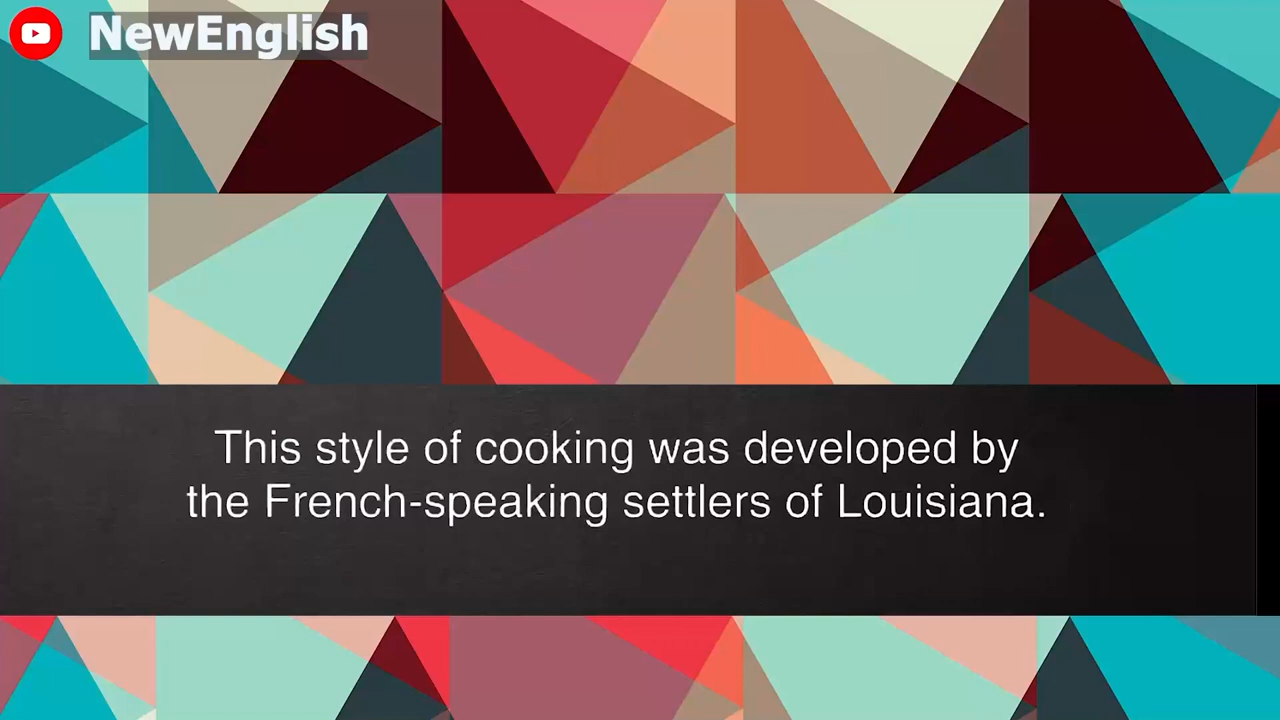 NewEnglish
This style of cooking was developed by
the French-speaking settlers of Louisiana.